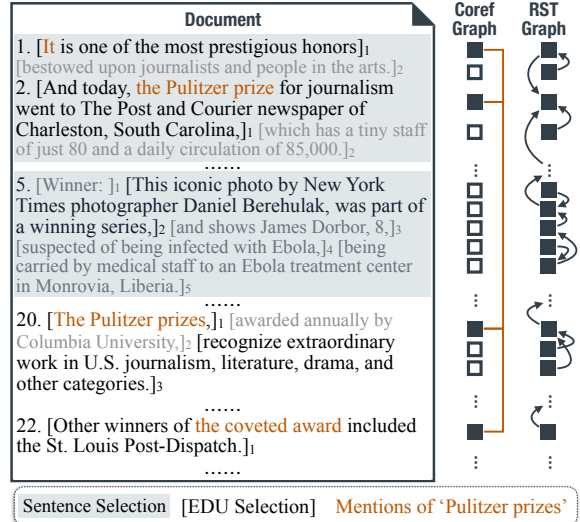 Document
Coref Graph
RST Graph
1. [It is one of the most prestigious honors]1
[bestowed upon journalists and people in the arts.]2
2. [And today, the Pulitzer prize for journalism
went to The Post and Courier newspaper of
Charleston, South Carolina,]1 [which has a tiny staff
of just 80 and a daily circulation of 85,000.]2
......
5. [Winner: ]1 [This iconic photo by New York
Times photographer Daniel Berehulak, was part of
a winning series,]2 [and shows James Dorbor, 8,]3
[suspected of being infected with Ebola,]4 [being
carried by medical staff to an Ebola treatment center
in Monrovia, Liberia.]5
......
20. [The Pulitzer prizes,]1 [awarded annually by
Columbia University,]2 [recognize extraordinary
work in U.S. journalism, literature, drama, and
other categories.]3
......
22. [Other winners of the coveted award included
the St. Louis Post-Dispatch.]1
......
Sentence Selection [EDU Selection] Mentions of 'Pulitzer prizes'